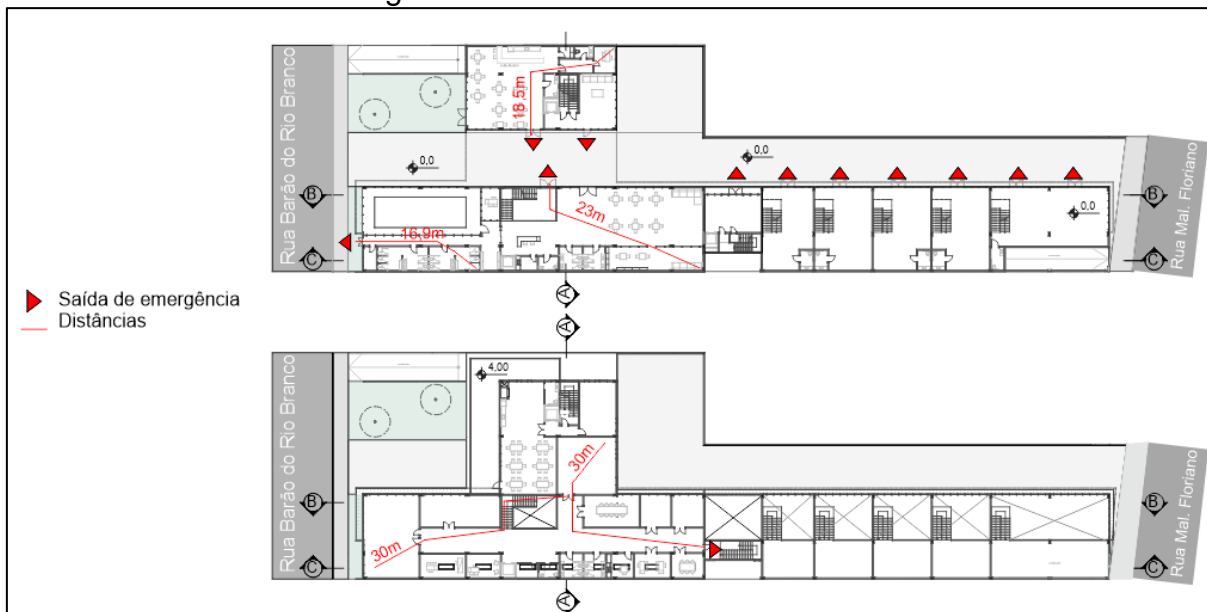 Rua Barão do Rio Branco
18,5m
0,0
0,0
B
B
23m
0,0
16,9m
C
C
Rua Mal. Floriano
A
Saída de emergência
Distâncias
A
4,00
Rua Barão do Rio Branco
30m
B
B
30m
C
C
Rua Mal. Floriano
A